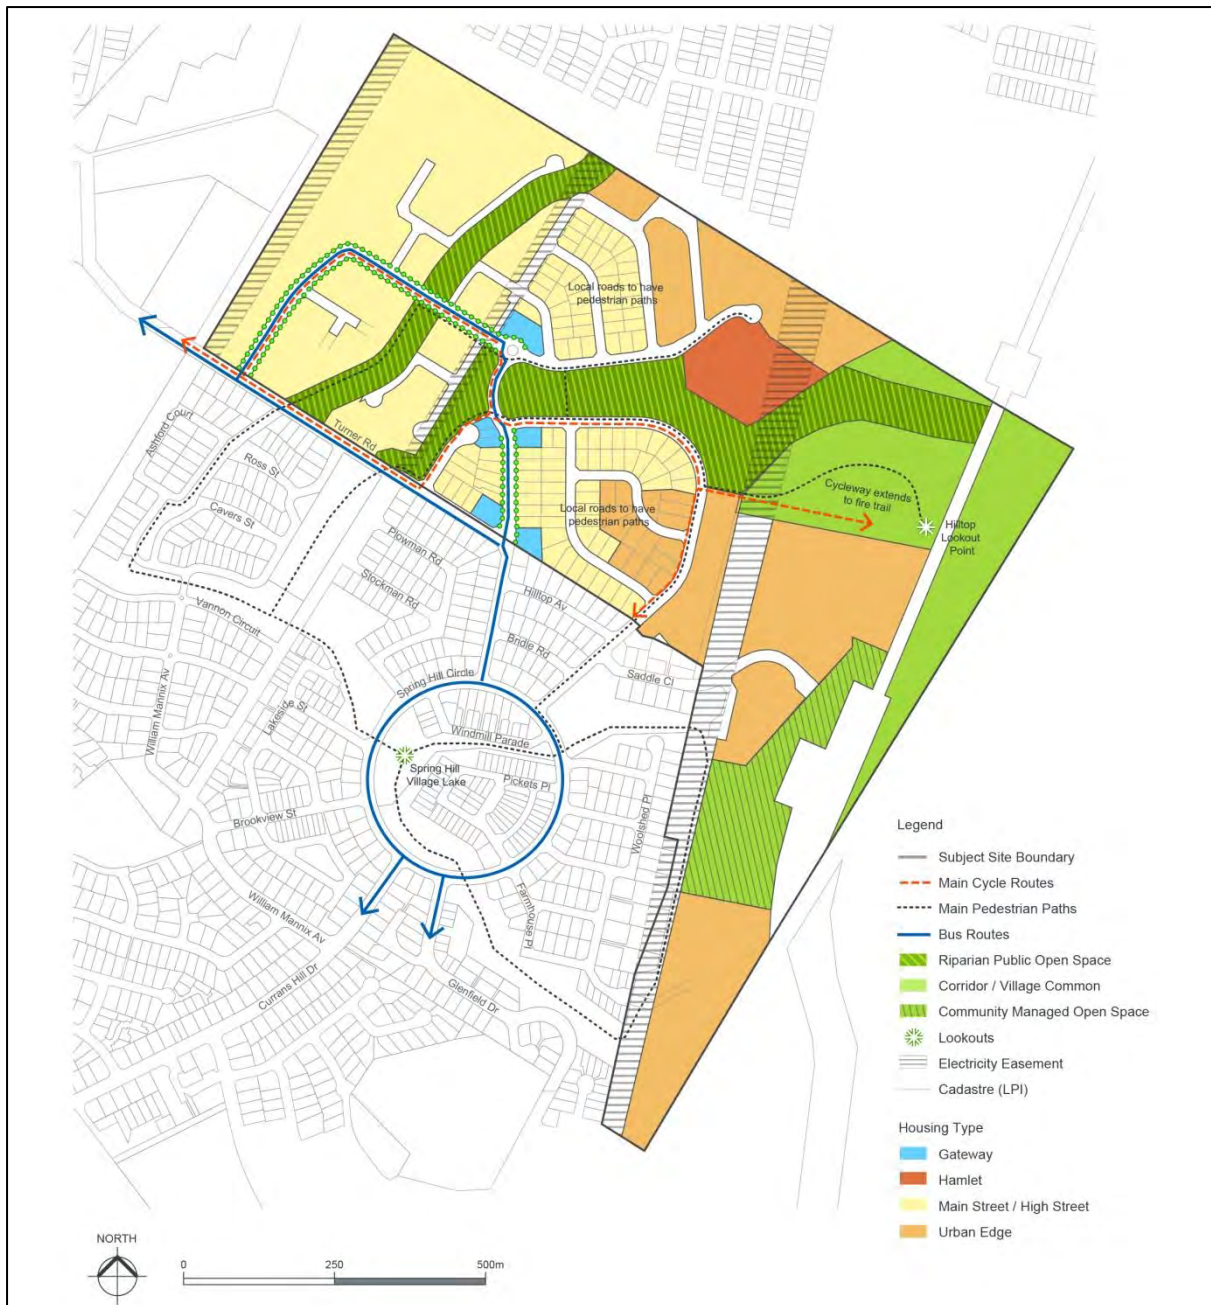 Local roads to have
pedestrian paths
Turner Rd
Ashford Court
Ross St
Cavers St
Cycleway extends
to fire trail
Hilltop
Lookout
Point
Local roads to have
pedestrian paths
Plowman Rd
Stockman Rd
Hilltop Av
Bridle Rd
Saddle Cl
Vannon Circuit
William Mannix Av
Spring Hill Circle
Lakeside St
Windmill Parade
Spring Hill
Village Lake
Pickets Pl
Woolshed Pl
Brookview St
Farmhouse Pl
William Mannix Av
Currans Hill Dr
Glenfield Dr
Legend
Subject Site Boundary
Main Cycle Routes
Main Pedestrian Paths
Bus Routes
Riparian Public Open Space
Corridor / Village Common
Community Managed Open Space
Lookouts
Electricity Easement
Cadastre (LPI)
Housing Type
Gateway
Hamlet
Main Street / High Street
Urban Edge
NORTH
0
250
500m